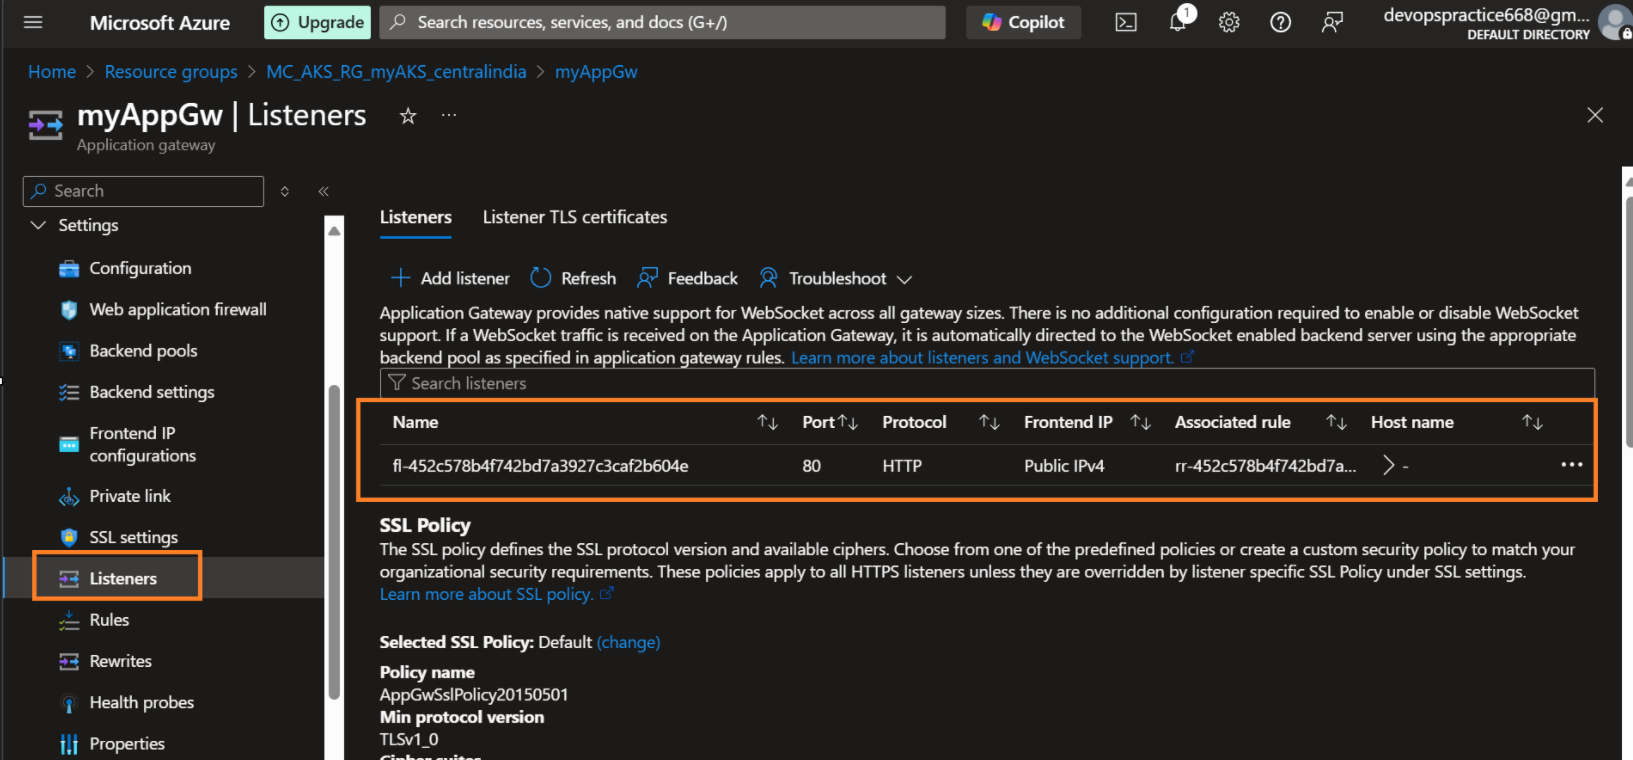 Microsoft Azure
Upgrade
Search resources, services, and docs (G+/)
Copilot
1
devopspractice668@gm...
DEFAULT DIRECTORY
Home > Resource groups > MC_AKS_RG_myAKS_centralindia > myAppGw
myAppGw | Listeners
...
Application gateway
Search
Settings
Configuration
Web application firewall
Backend pools
Backend settings
Frontend IP
configurations
Private link
SSL settings
Listeners
Rules
Rewrites
Health probes
Properties
Listeners Listener TLS certificates
Add listener Refresh Feedback Troubleshoot
Application Gateway provides native support for WebSocket across all gateway sizes. There is no additional configuration required to enable or disable WebSocket
support. If a WebSocket traffic is received on the Application Gateway, it is automatically directed to the WebSocket enabled backend server using the appropriate
backend pool as specified in application gateway rules. Learn more about listeners and WebSocket support.
Search listeners
Name Port Protocol Frontend IP Associated rule Host name
fl-452c578b4f742bd7a3927c3caf2b604e 80 HTTP Public IPv4 rr-452c578b4f742bd7a... > - ...
SSL Policy
The SSL policy defines the SSL protocol version and available ciphers. Choose from one of the predefined policies or create a custom security policy to match your
organizational security requirements. These policies apply to all HTTPS listeners unless they are overridden by listener specific SSL Policy under SSL settings.
Learn more about SSL policy.
Selected SSL Policy: Default (change)
Policy name
AppGwSslPolicy20150501
Min protocol version
TLSv1_0
Cipher suites